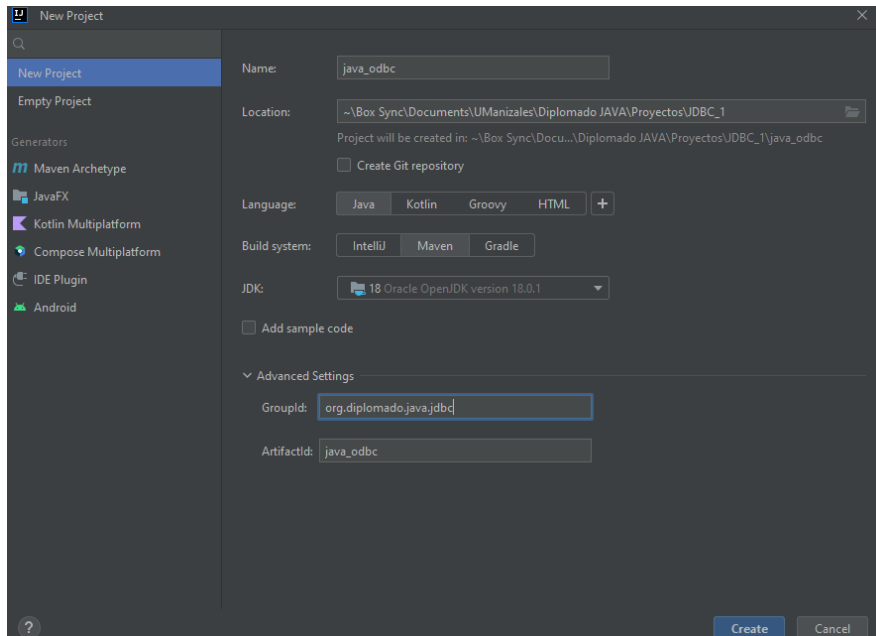 New Project
New Project
Empty Project
Generators
Maven Archetype
JavaFX
Kotlin Multiplatform
Compose Multiplatform
IDE Plugin
Android
Name: java_odbc
Location: ~\Box Sync\Documents\UManizales\Diplomado JAVA\Proyectos\JDBC_1
Project will be created in: ~\Box Sync\Docu...\Diplomado JAVA\Proyectos\JDBC_1\java_odbc
Create Git repository
Language: Java Kotlin Groovy HTML +
Build system: IntelliJ Maven Gradle
JDK: 18 Oracle OpenJDK version 18.0.1
Add sample code
Advanced Settings
GroupId: org.diplomado.java.jdbc
ArtifactId: java_odbc
? Create Cancel